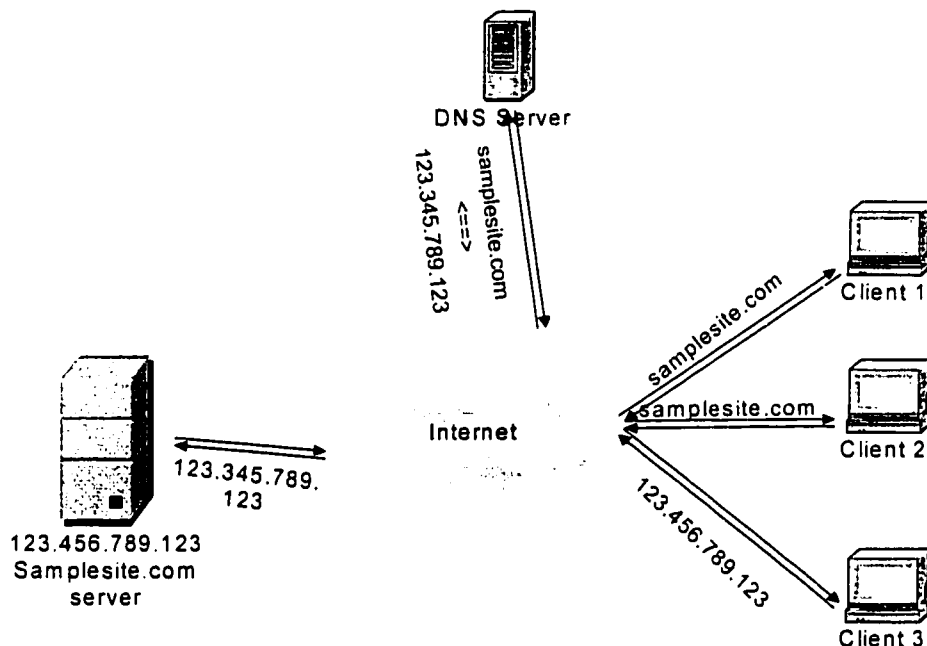 DNS Server
samplesite.com
<==>
123.345.789.123
samplesite.com
Client 1
samplesite.com
Client 2
Internet
123.345.789.
123
123.456.789.123
Client 3
123.456.789.123
Samplesite.com
server